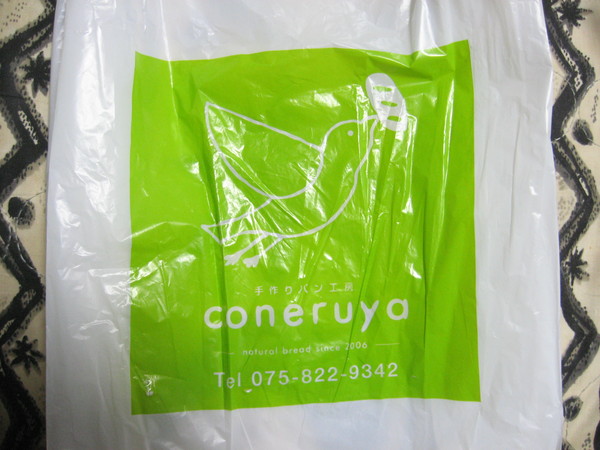 手作りパン工房
coneruya
natural bread since 2006
Tel 075-822-9342